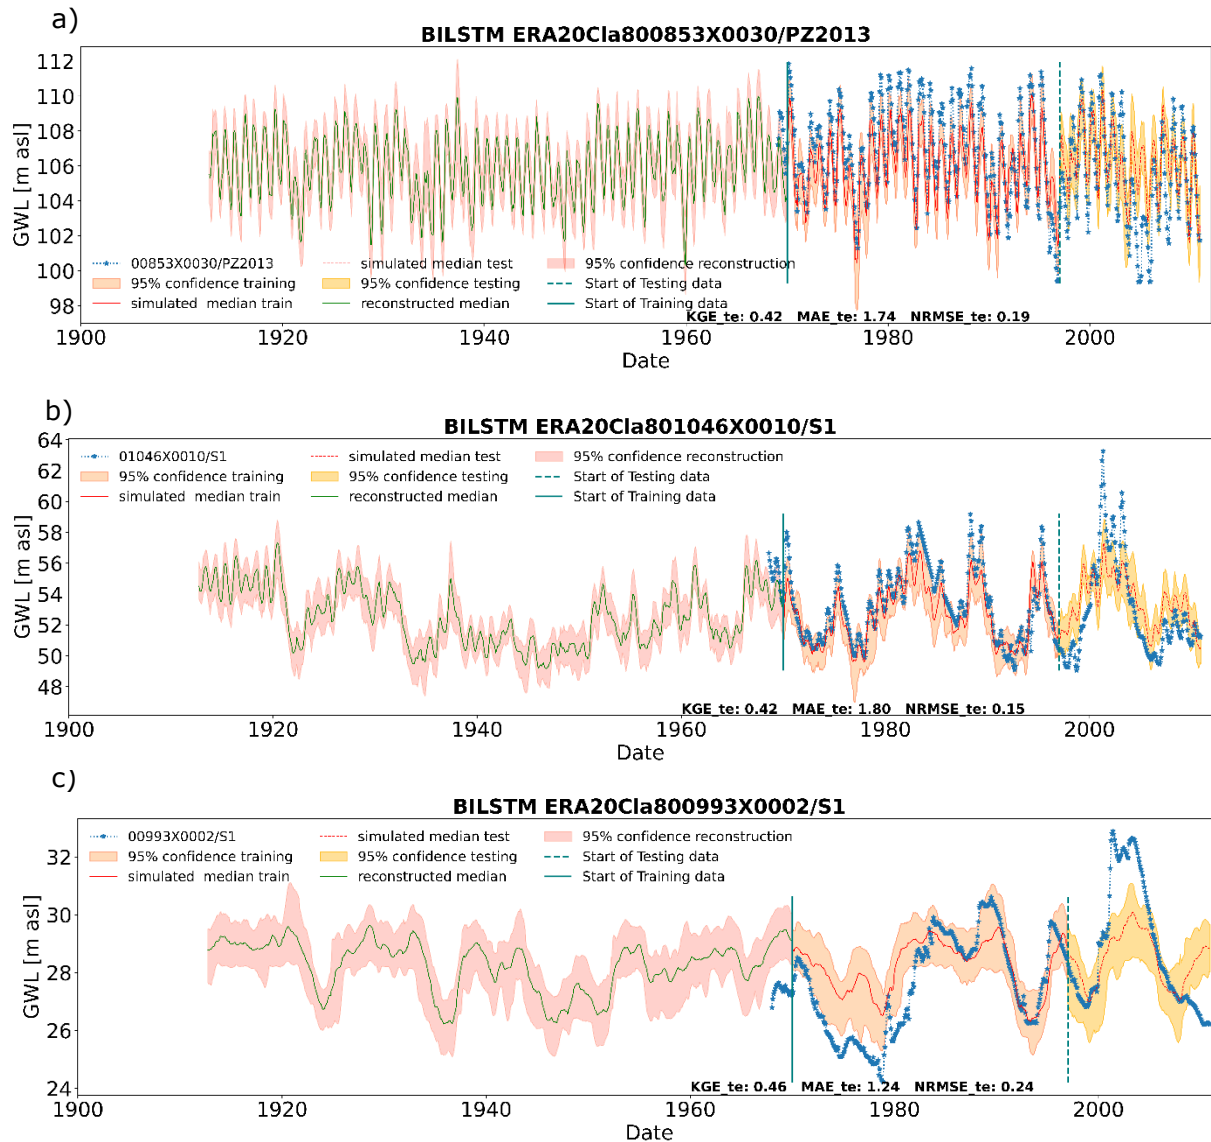 a)
BILSTM ERA20Cla800853X0030/PZ2013
112
110
108
106
104
102
100
98
GWL [m asl]
00853X0030/PZ2013 simulated median test 95% confidence reconstruction
95% confidence training 95% confidence testing Start of Testing data
simulated median train reconstructed median Start of Training data
KGE_te: 0.42 MAE_te: 1.74 NRMSE_te: 0.19
1900 1920 1940 1960 1980 2000
Date
b)
BILSTM ERA20Cla801046X0010/S1
64
62
60
58
56
54
52
50
48
GWL [m asl]
01046X0010/S1 simulated median test 95% confidence reconstruction
95% confidence training 95% confidence testing Start of Testing data
simulated median train reconstructed median Start of Training data
KGE_te: 0.42 MAE_te: 1.80 NRMSE_te: 0.15
1900 1920 1940 1960 1980 2000
Date
c)
BILSTM ERA20Cla800993X0002/S1
32
30
28
26
24
GWL [m asl]
00993X0002/S1 simulated median test 95% confidence reconstruction
95% confidence training 95% confidence testing Start of Testing data
simulated median train reconstructed median Start of Training data
KGE_te: 0.46 MAE_te: 1.24 NRMSE_te: 0.24
1900 1920 1940 1960 1980 2000
Date